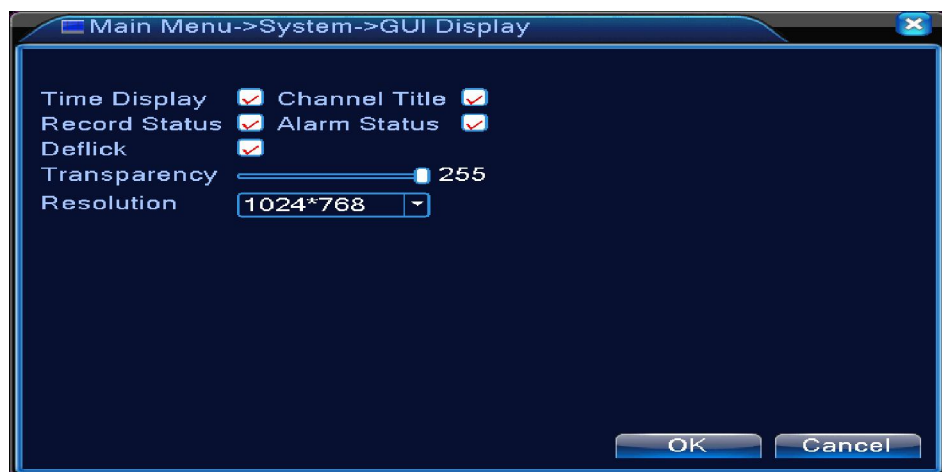 Main Menu->System->GUI Display
Time Display Channel Title
Record Status Alarm Status
Deflick
Transparency 255
Resolution 1024*768
OK Cancel